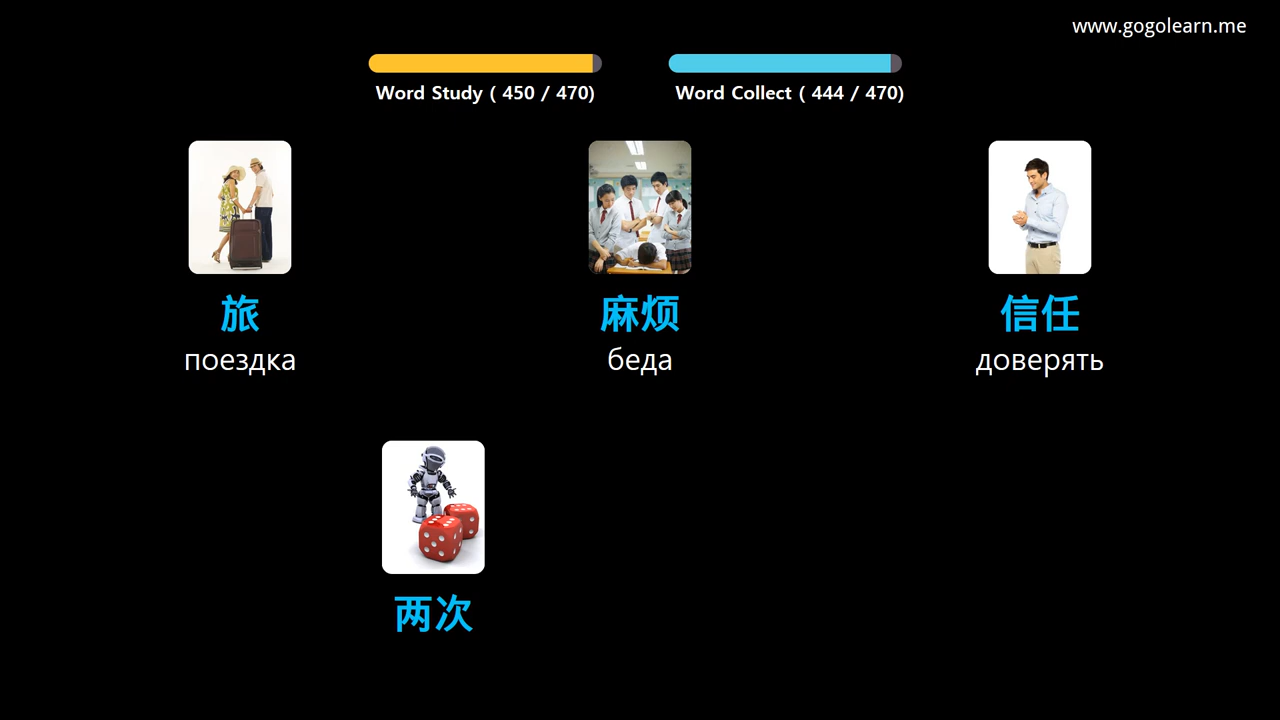 www.gogolearn.me
Word Study ( 450 / 470)
Word Collect ( 444 / 470)
旅
麻烦
信任
поездка
беда
доверять
两次